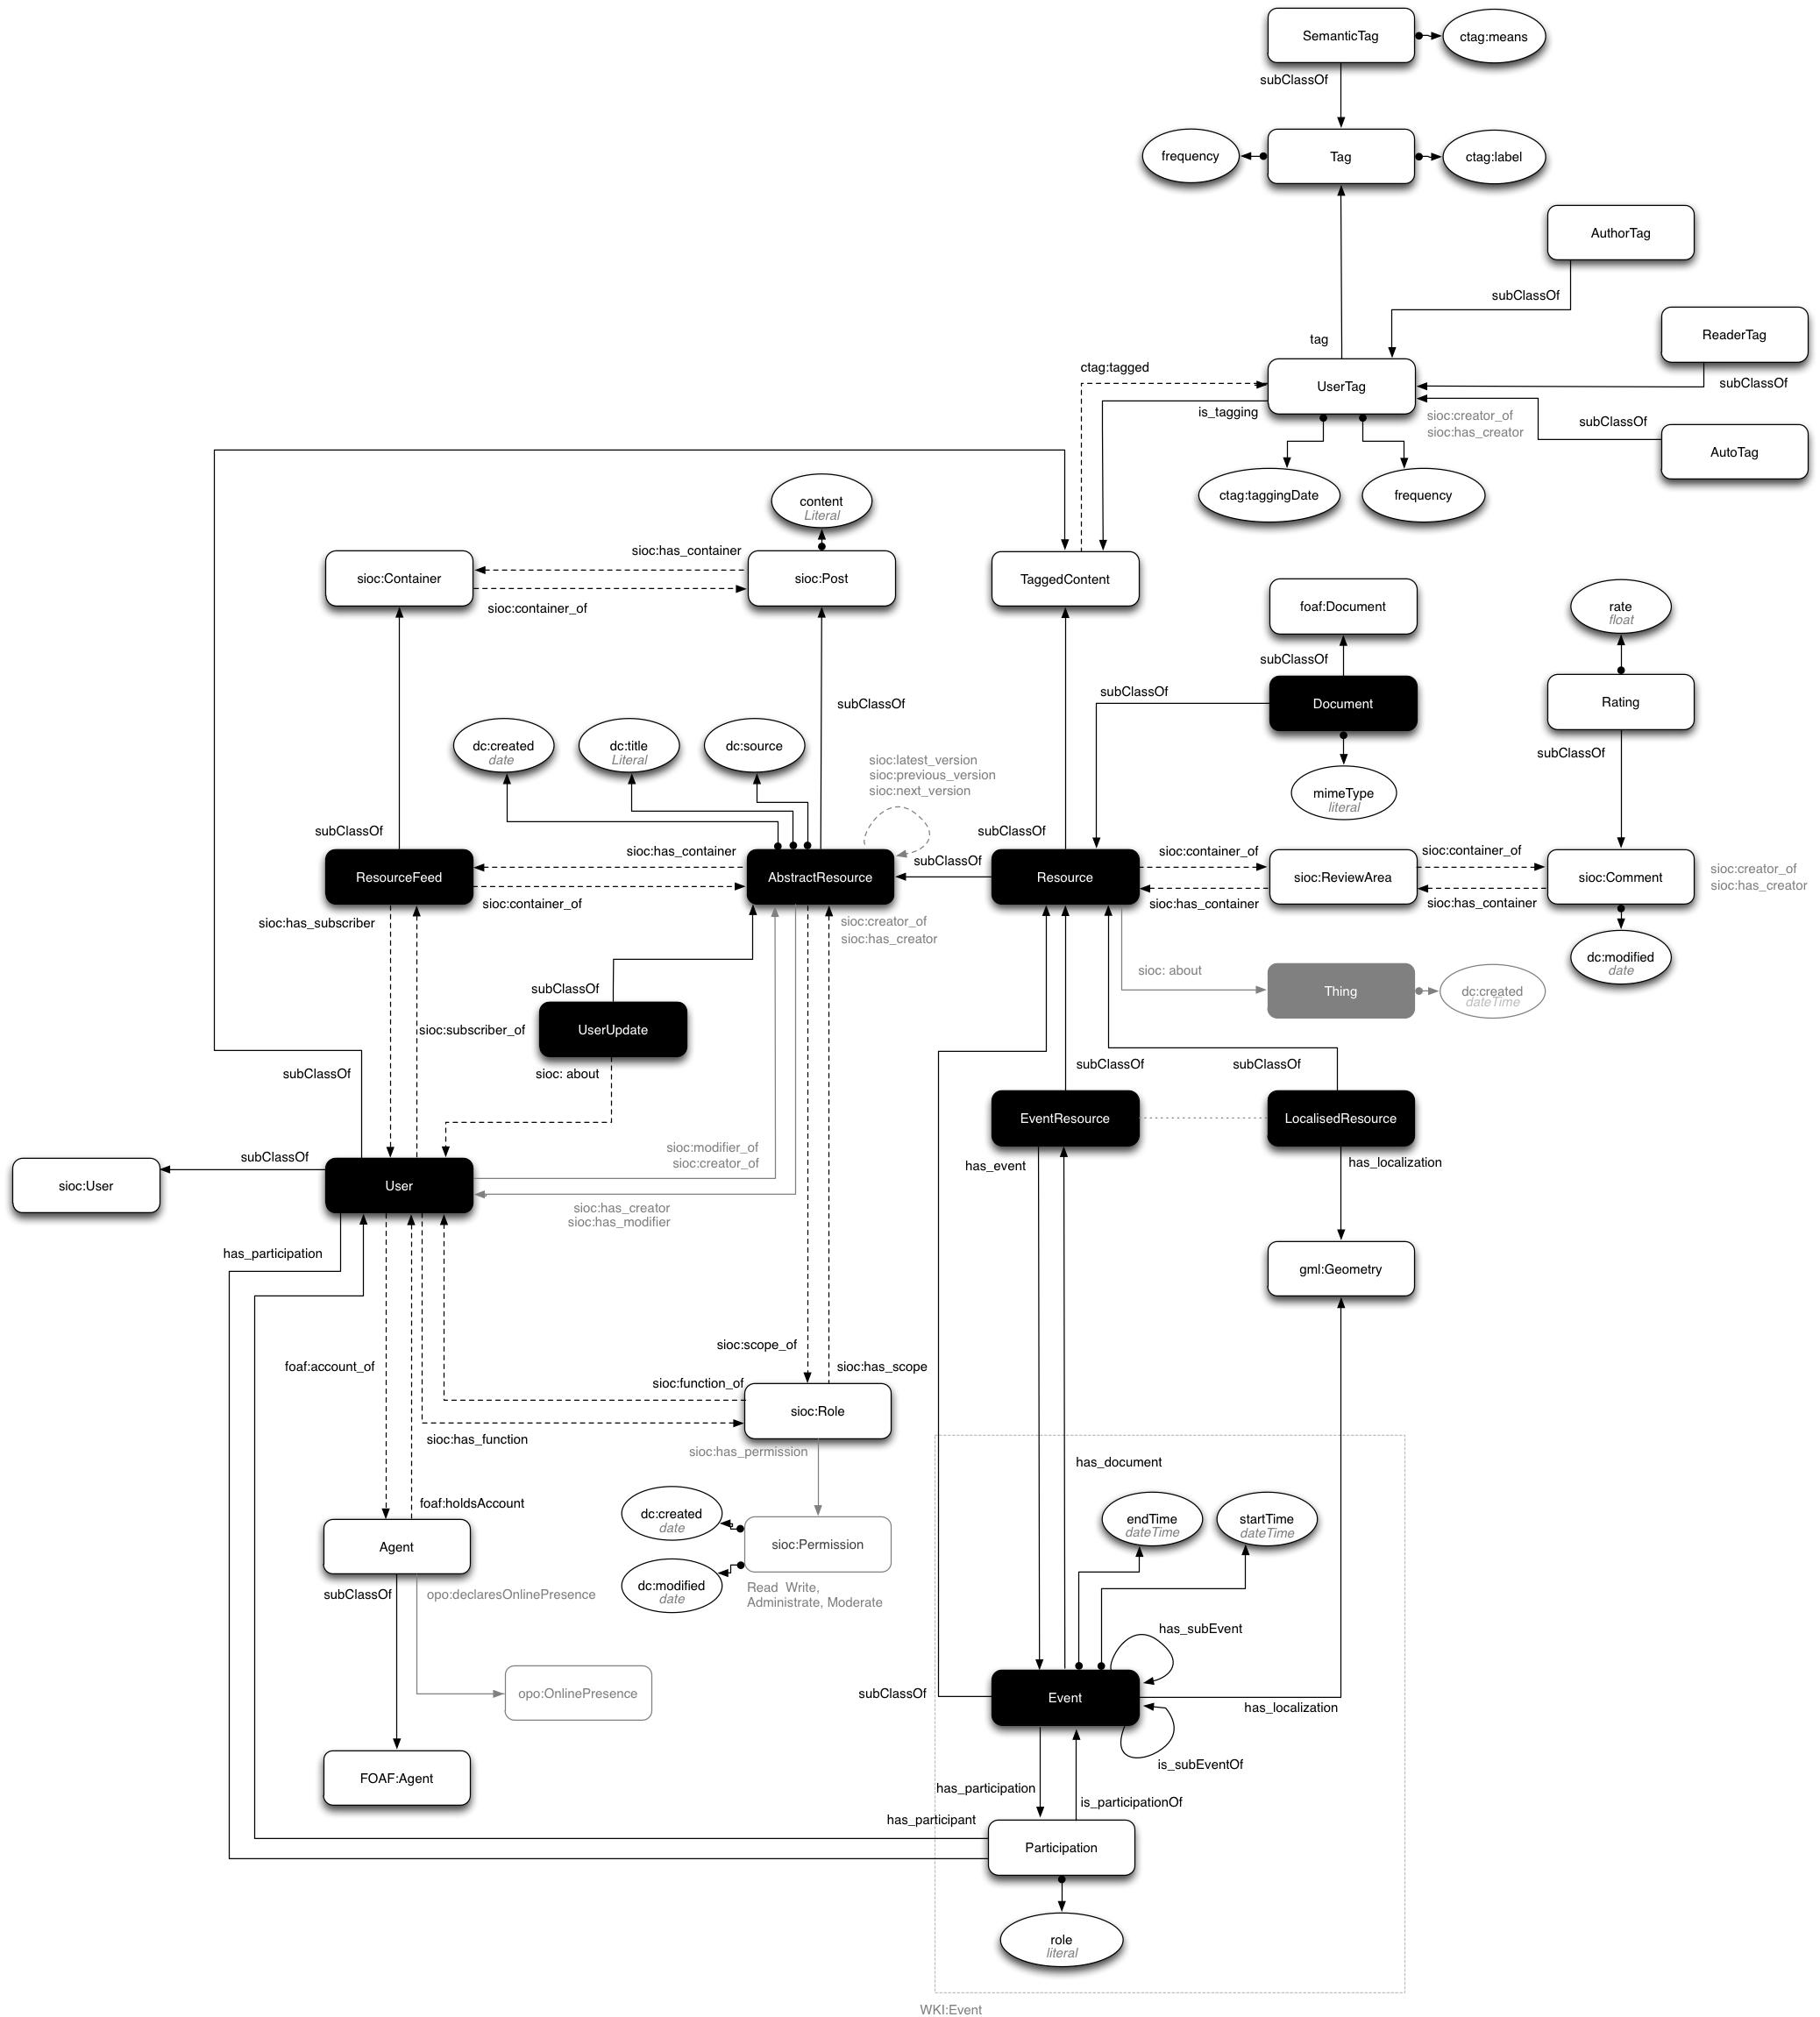 SemanticTag
ctag:means
subClassOf
frequency
Tag
ctag:label
AuthorTag
subClassOf
ReaderTag
tag
ctag:tagged
UserTag
subClassOf
is_tagging
sioc:creator_of
sioc:has_creator
subClassOf
AutoTag
ctag:taggingDate
frequency
content
Literal
sioc:has_container
sioc:Container
sioc:Post
TaggedContent
sioc:container_of
foaf:Document
rate
float
subClassOf
subClassOf
subClassOf
Document
Rating
dc:created
date
dc:title
Literal
dc:source
subClassOf
sioc:latest_version
sioc:previous_version
sioc:next_version
mimeType
literal
subClassOf
subClassOf
sioc:has_container
subClassOf
sioc:container_of
sioc:container_of
ResourceFeed
AbstractResource
Resource
sioc:ReviewArea
sioc:Comment
sioc:creator_of
sioc:has_creator
sioc:container_of
sioc:has_container
sioc:has_container
sioc:has_subscriber
sioc:creator_of
sioc:has_creator
dc:modified
date
sioc: about
Thing
dc:created
dateTime
subClassOf
sioc:subscriber_of
UserUpdate
sioc: about
subClassOf
subClassOf
subClassOf
EventResource
LocalisedResource
sioc:modifier_of
sioc:creator_of
subClassOf
has_event
has_localization
sioc:User
User
sioc:has_creator
sioc:has_modifier
has_participation
gml:Geometry
sioc:scope_of
foaf:account_of
sioc:has_scope
sioc:function_of
sioc:Role
sioc:has_function
sioc:has_permission
has_document
foaf:holdsAccount
dc:created
date
endTime
dateTime
startTime
dateTime
Agent
sioc:Permission
dc:modified
date
subClassOf
opo:declaresOnlinePresence
Read  Write,
Administrate, Moderate
has_subEvent
opo:OnlinePresence
subClassOf
Event
has_localization
is_subEventOf
FOAF:Agent
has_participation
is_participationOf
has_participant
Participation
role
literal
WKI:Event